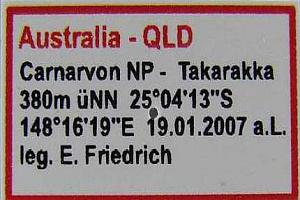 Australia - QLD
Carnarvon NP - Takarakka
380m üNN 25°04'13"S
148°16'19"E 19.01.2007 a.L.
leg. E. Friedrich